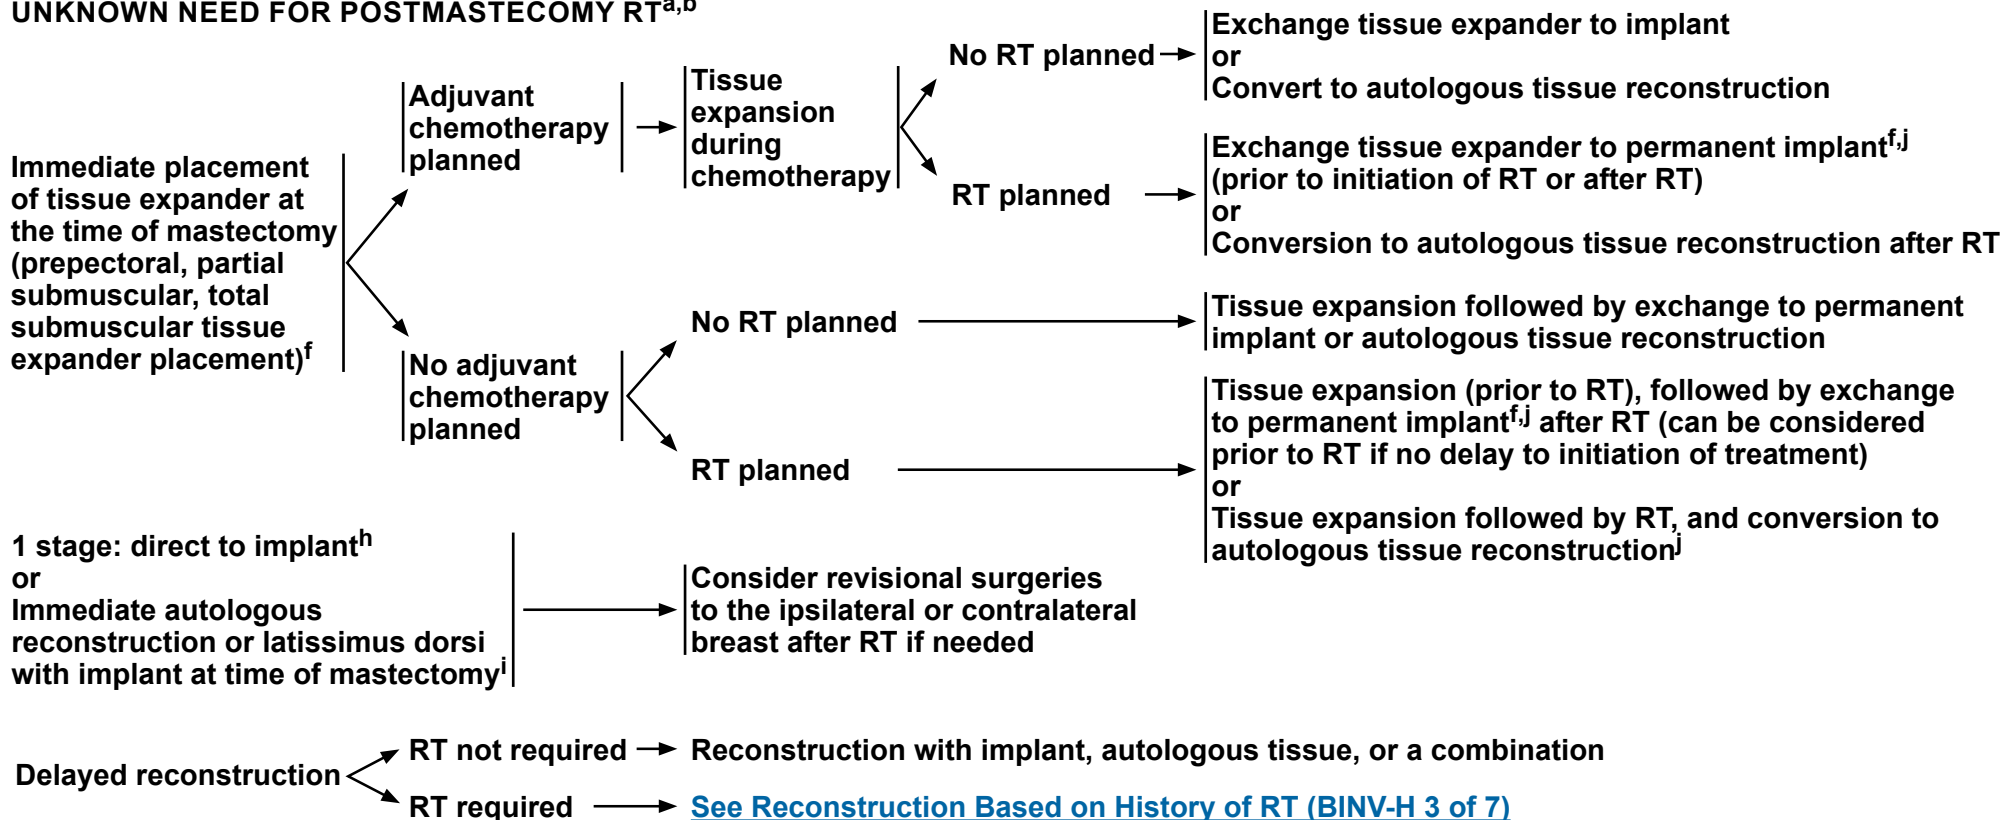 UNKNOWN NEED FOR POSTMASTECOMY RTa,b
Immediate placement
of tissue expander at
the time of mastectomy
(prepectoral, partial
submuscular, total
submuscular tissue
expander placement)f
Adjuvant
chemotherapy
planned
Tissue
expansion
during
chemotherapy
No RT planned
Exchange tissue expander to implant
or
Convert to autologous tissue reconstruction
RT planned
Exchange tissue expander to permanent implantf,j
(prior to initiation of RT or after RT)
or
Conversion to autologous tissue reconstruction after RT
No adjuvant
chemotherapy
planned
No RT planned
Tissue expansion followed by exchange to permanent
implant or autologous tissue reconstruction
RT planned
Tissue expansion (prior to RT), followed by exchange
to permanent implantf,j after RT (can be considered
prior to RT if no delay to initiation of treatment)
or
Tissue expansion followed by RT, and conversion to
autologous tissue reconstructionj
1 stage: direct to implanth
or
Immediate autologous
reconstruction or latissimus dorsi
with implant at time of mastectomyi
Consider revisional surgeries
to the ipsilateral or contralateral
breast after RT if needed
Delayed reconstruction
RT not required
Reconstruction with implant, autologous tissue, or a combination
RT required
See Reconstruction Based on History of RT (BINV-H 3 of 7)